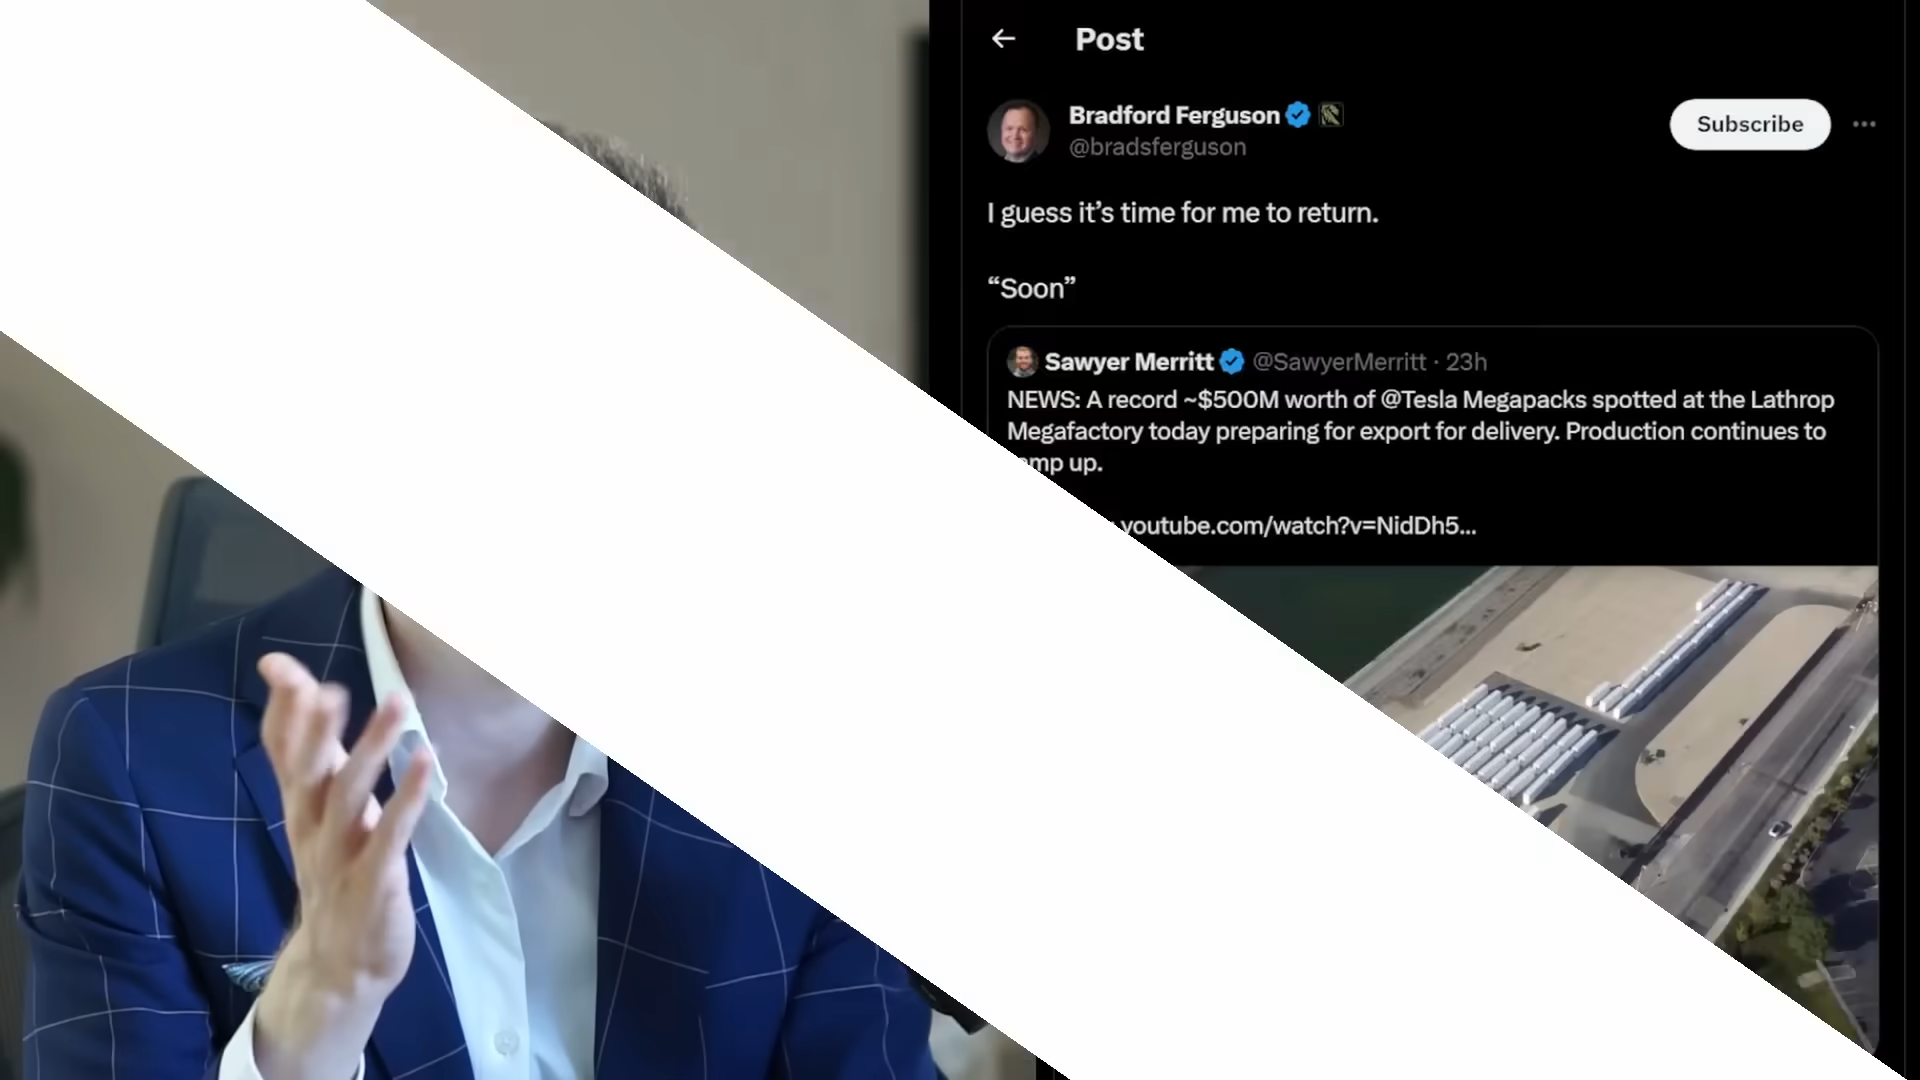 Post
Bradford Ferguson
@bradsferguson
Subscribe
I guess it’s time for me to return.
“Soon”
Sawyer Merritt @SawyerMerritt · 23h
NEWS: A record ~$500M worth of @Tesla Megapacks spotted at the Lathrop
Megafactory today preparing for export for delivery. Production continues to
up.
youtube.com/watch?v=NidDh5...